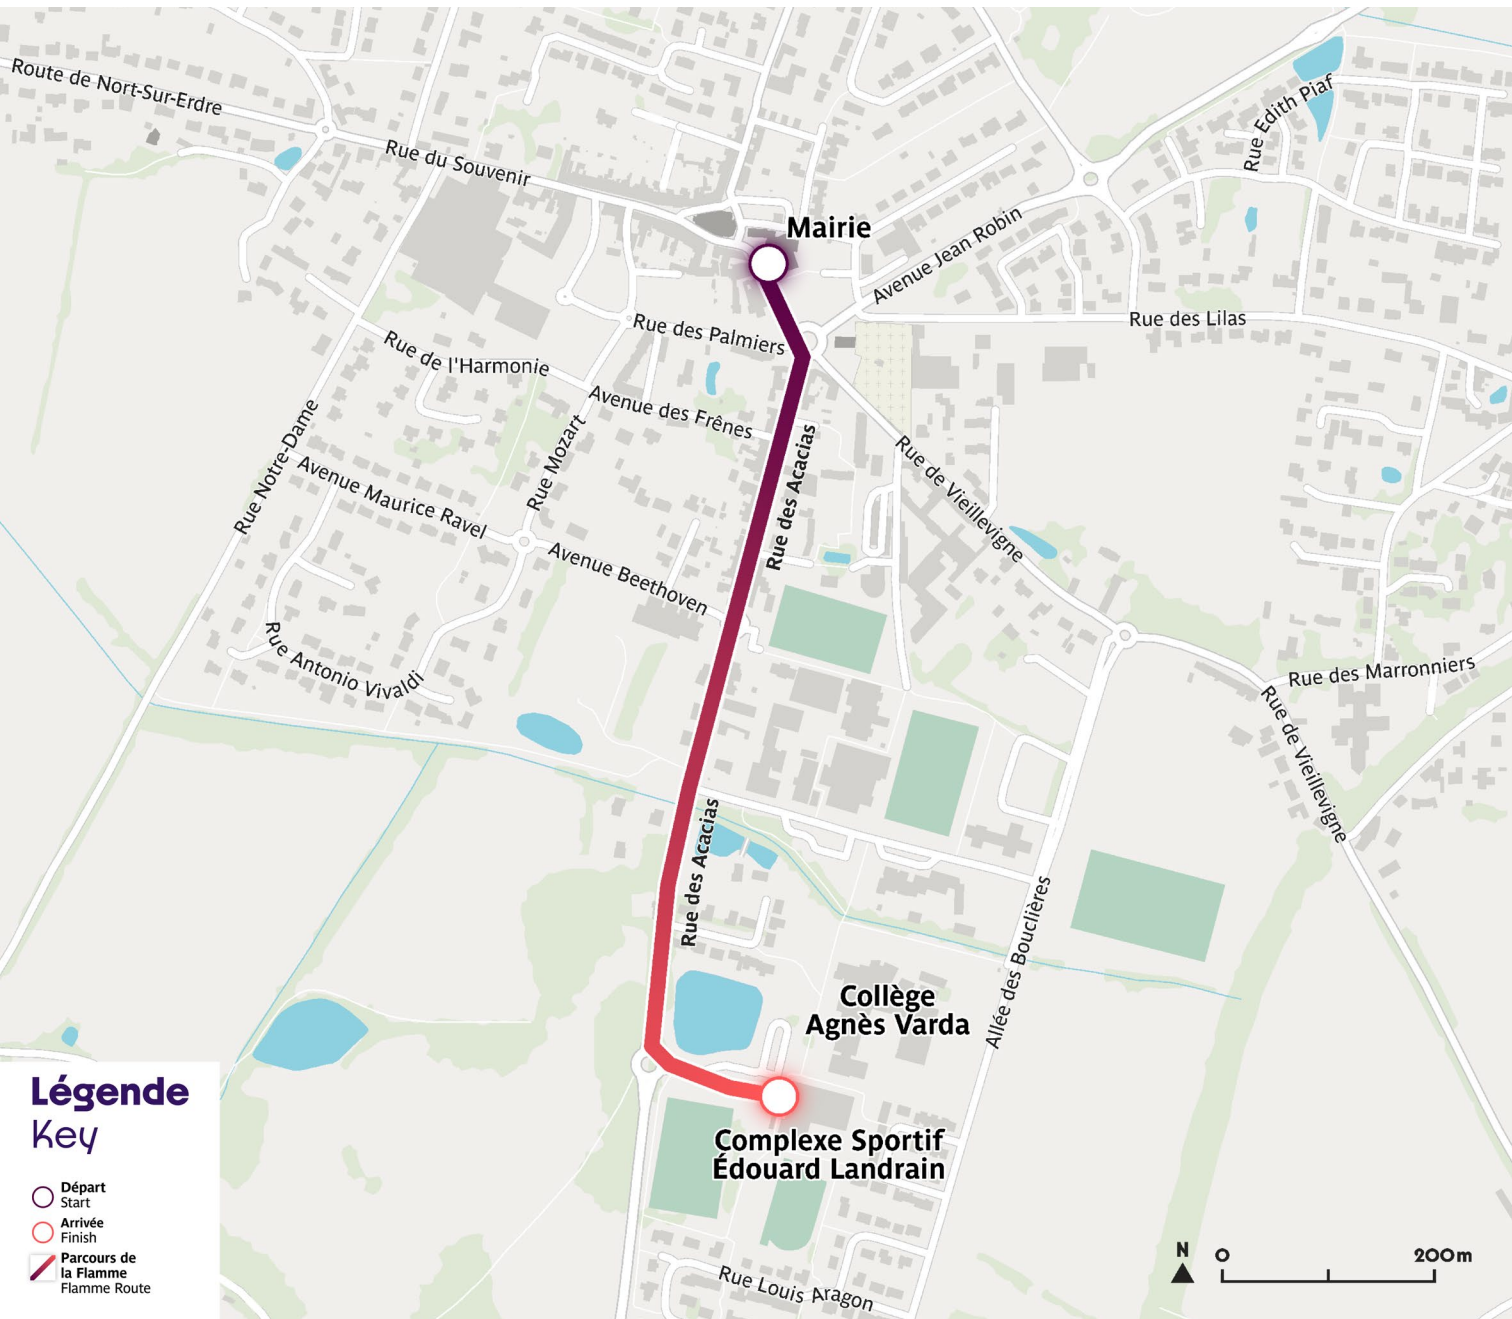 Route de Nort-Sur-Erdre
Rue du Souvenir
Rue Edith Piaf
Mairie
Avenue Jean Robin
Rue des Lilas
Rue des Palmiers
Rue de l'Harmonie
Avenue des Frênes
Rue Notre-Dame
Rue Mozart
Rue des Acacias
Rue de Vieillevigne
Avenue Maurice Ravel
Avenue Beethoven
Rue Antonio Vivaldi
Rue des Marronniers
Rue de Vieillevigne
Rue des Acacias
Allée des Bouclières
Collège
Agnès Varda
Complexe Sportif
Édouard Landrain
Rue Louis Aragon
Légende
Key
Départ
Start
Arrivée
Finish
Parcours de
la Flamme
Flamme Route
N
0 200m